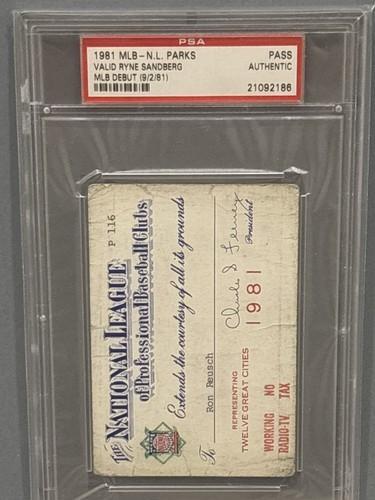 PSA
1981 MLB-N.L. PARKS PASS
VALID RYNE SANDBERG AUTHENTIC
MLB DEBUT (9/2/81)
21092186
P 116
THE NATIONAL LEAGUE
of Professional Baseball Clubs
Extends the courtesy of all its grounds
To Ron Reusch
REPRESENTING
TWELVE GREAT CITIES
Charles S. Feeney
President
1981
WORKING NO
RADIO-TV TAX